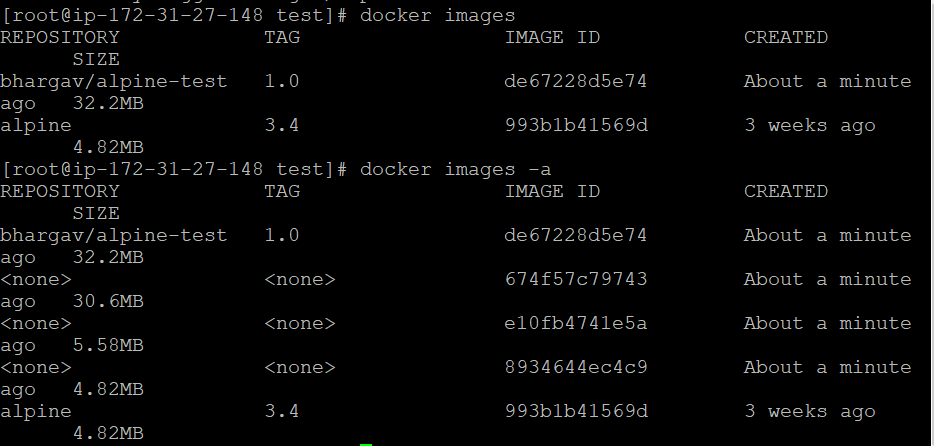 [root@ip-172-31-27-148 test]# docker images
REPOSITORY TAG IMAGE ID CREATED
SIZE
bhargav/alpine-test 1.0 de67228d5e74 About a minute
ago 32.2MB
alpine 3.4 993b1b41569d 3 weeks ago
4.82MB
[root@ip-172-31-27-148 test]# docker images -a
REPOSITORY TAG IMAGE ID CREATED
SIZE
bhargav/alpine-test 1.0 de67228d5e74 About a minute
ago 32.2MB
<none> <none> 674f57c79743 About a minute
ago 30.6MB
<none> <none> e10fb4741e5a About a minute
ago 5.58MB
<none> <none> 8934644ec4c9 About a minute
ago 4.82MB
alpine 3.4 993b1b41569d 3 weeks ago
4.82MB